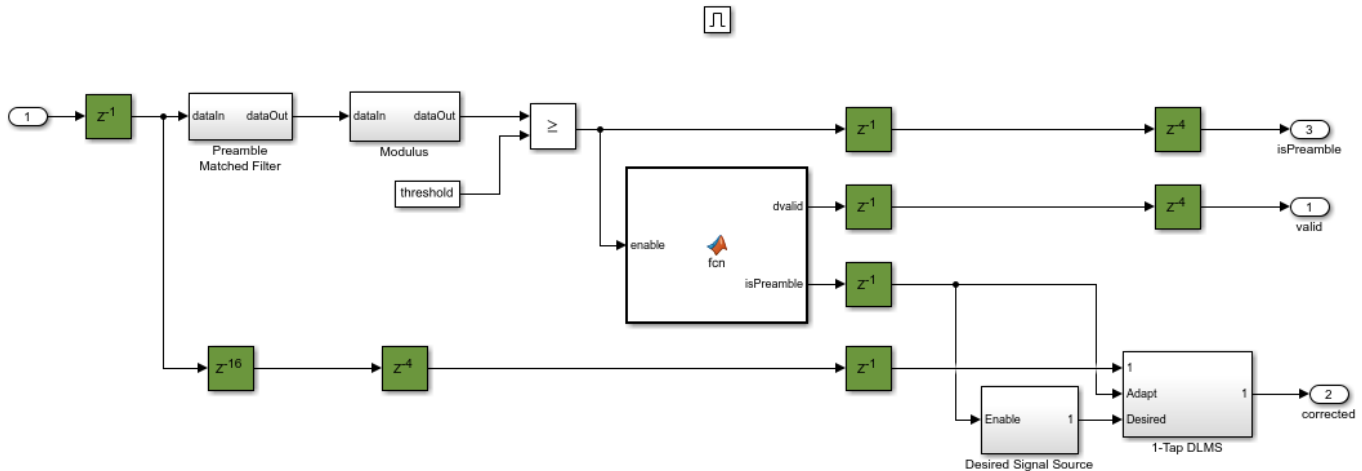 1
z-1
dataIn dataOut
Preamble
Matched Filter
dataIn dataOut
Modulus
≥
threshold
z-1
z-4
3
isPreamble
enable
dvalid
fcn
isPreamble
z-1
z-4
1
valid
z-1
z-16
z-4
z-1
Enable 1
Desired Signal Source
1
Adapt
Desired
1
1-Tap DLMS
2
corrected